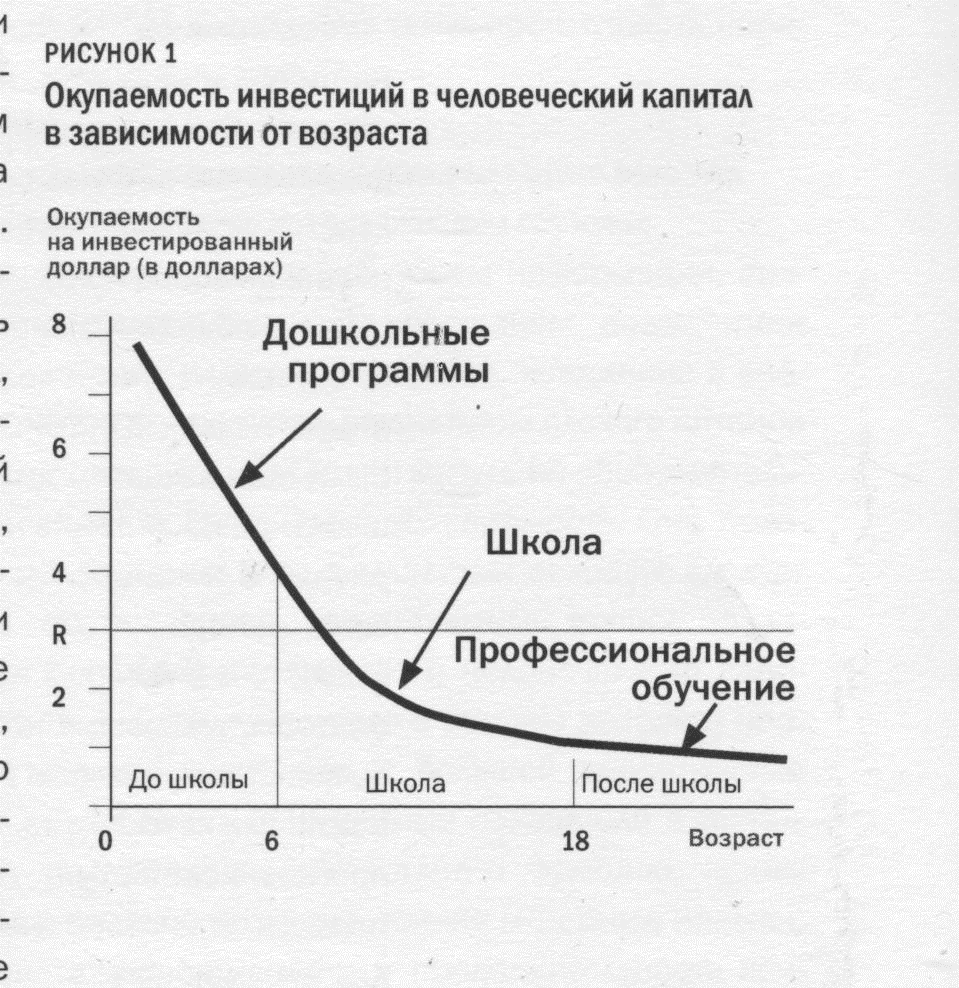 РИСУНОК 1
Окупаемость инвестиций в человеческий капитал
в зависимости от возраста
Окупаемость
на инвестированный
доллар (в долларах)
8
Дошкольные
программы
6
Школа
4
R
Профессиональное
обучение
2
До школы
Школа
После школы
0
6
18
Возраст